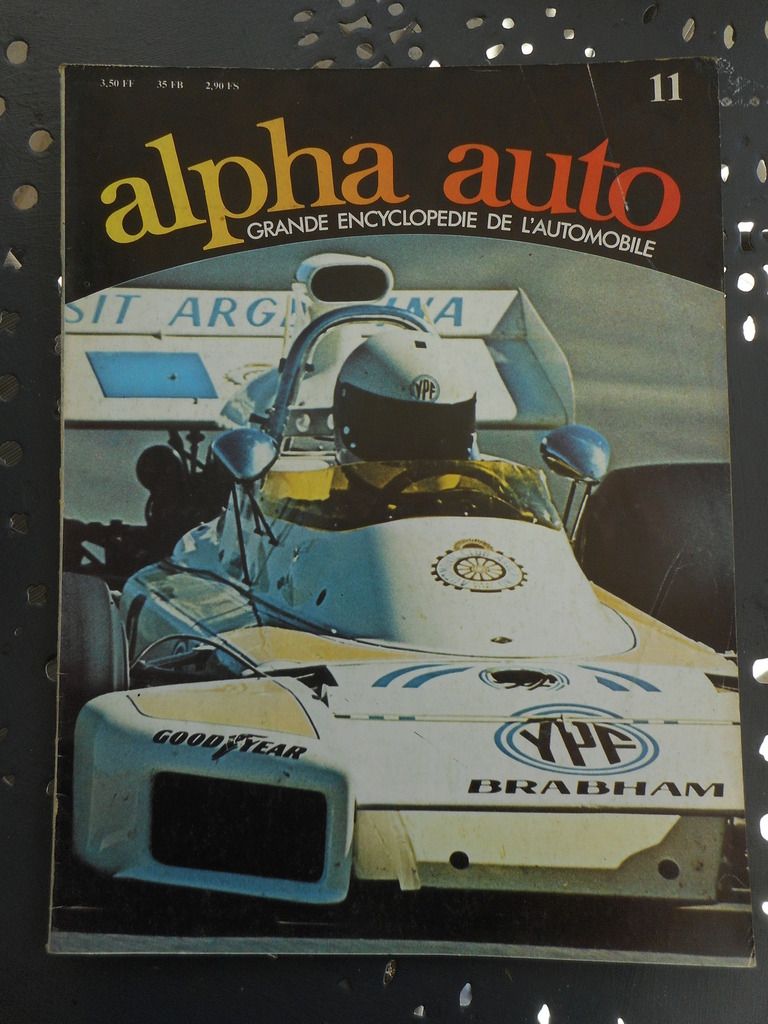 3,50 FF 35 FB 2,90 FS
11
alpha auto
GRANDE ENCYCLOPEDIE DE L'AUTOMOBILE
SIT ARG NA
YPF
GOODYEAR
YPF
BRABHAM